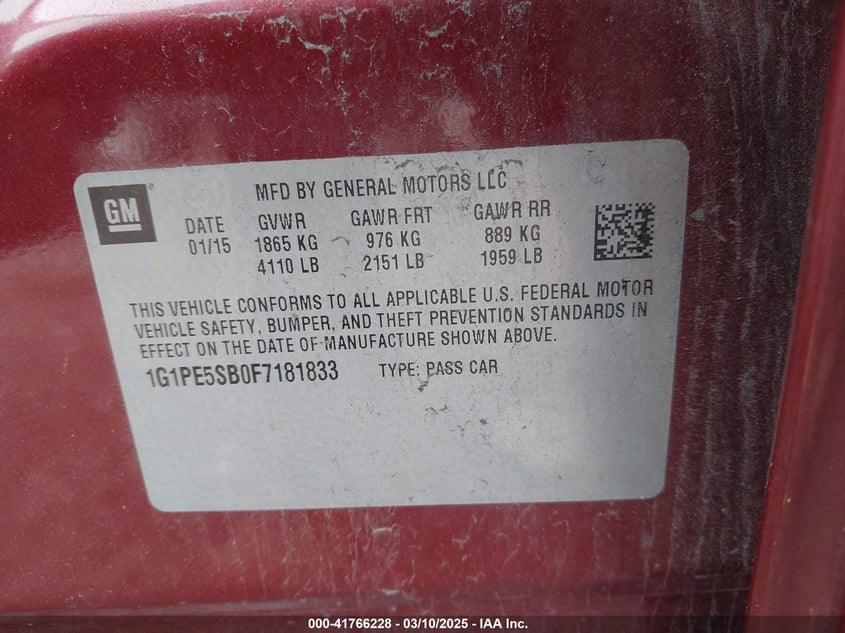 GM ®
MFD BY GENERAL MOTORS LLC
DATE GVWR GAWR FRT GAWR RR
01/15 1865 KG 976 KG 889 KG
4110 LB 2151 LB 1959 LB
THIS VEHICLE CONFORMS TO ALL APPLICABLE U.S. FEDERAL MOTOR
VEHICLE SAFETY, BUMPER, AND THEFT PREVENTION STANDARDS IN
EFFECT ON THE DATE OF MANUFACTURE SHOWN ABOVE.
1G1PE5SB0F7181833 TYPE: PASS CAR
000-41766228 - 03/10/2025 - IAA Inc.